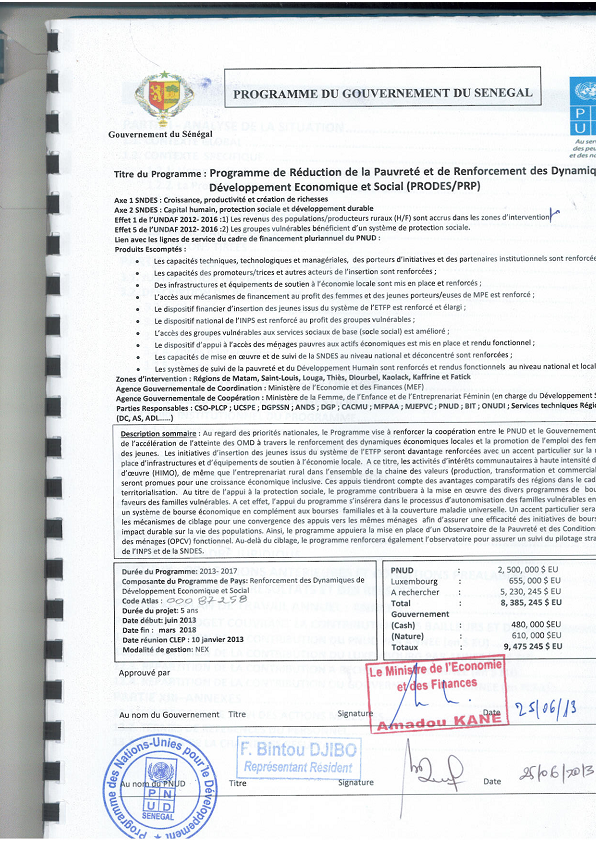 PROGRAMME DU GOUVERNEMENT DU SENEGAL
Gouvernement du Sénégal
P N
U D
Au ser
des peu
et des na
Titre du Programme : Programme de Réduction de la Pauvreté et de Renforcement des Dynamiq
Développement Economique et Social (PRODES/PRP)
Axe 1 SNDES : Croissance, productivité et création de richesses
Axe 2 SNDES : Capital humain, protection sociale et développement durable
Effet 1 de l'UNDAF 2012- 2016 :1) Les revenus des populations/producteurs ruraux (H/F) sont accrus dans les zones d'intervention
Effet 5 de l'UNDAF 2012- 2016 :2) Les groupes vulnérables bénéficient d'un système de protection sociale.
Lien avec les lignes de service du cadre de financement pluriannuel du PNUD :
Produits Escomptés :
• Les capacités techniques, technologiques et managériales, des porteurs d'initiatives et des partenaires institutionnels sont renforcée
• Les capacités des promoteurs/trices et autres acteurs de l'insertion sont renforcées ;
• Des infrastructures et équipements de soutien à l'économie locale sont mis en place et renforcés ;
• L'accès aux mécanismes de financement au profit des femmes et des jeunes porteurs/euses de MPE est renforcé ;
• Le dispositif financier d'insertion des jeunes issus du système de l'ETFP est renforcé et élargi ;
• Le dispositif national de l'INPS est renforcé au profit des groupes vulnérables ;
• L'accès des groupes vulnérables aux services sociaux de base (socle social) est amélioré ;
• Le dispositif d'appui à l'accès des ménages pauvres aux actifs économiques est mis en place et rendu fonctionnel ;
• Les capacités de mise en œuvre et de suivi de la SNDES au niveau national et déconcentré sont renforcées ;
• Les systèmes de suivi de la pauvreté et du Développement Humain sont renforcés et rendus fonctionnels au niveau national et local
Zones d'intervention : Régions de Matam, Saint-Louis, Louga, Thiès, Diourbel, Kaolack, Kaffrine et Fatick
Agence Gouvernementale de Coordination : Ministère de l'Economie et des Finances (MEF)
Agence Gouvernementale de Coopération : Ministère de la Femme, de l'Enfance et de l'Entreprenariat Féminin (en charge du Développement S
Parties Responsables : CSO-PLCP ; UCSPE ; DGPSSN ; ANDS ; DGP ; CACMU ; MFPAA ; MJEPVC ; PNUD ; BIT ; ONUDI ; Services techniques Régio
(DC, AS, ADL......)
Description sommaire : Au regard des priorités nationales, le Programme vise à renforcer la coopération entre le PNUD et le Gouvernement
de l'accélération de l'atteinte des OMD à travers le renforcement des dynamiques économiques locales et la promotion de l'emploi des fem
des jeunes. Les initiatives d'insertion des jeunes issus du système de l'ETFP seront davantage renforcées avec un accent particulier sur la m
place d'infrastructures et d'équipements de soutien à l'économie locale. A ce titre, les activités d'intérêts communautaires à haute intensité d
d'œuvre (HIMO), de même que l'entreprenariat rural dans l'ensemble de la chaine des valeurs (production, transformation et commercial
seront promues pour une croissance économique inclusive. Ces appuis tiendront compte des avantages comparatifs des régions dans le cad
territorialisation. Au titre de l'appui à la protection sociale, le programme contribuera à la mise en œuvre des divers programmes de bou
faveurs des familles vulnérables. A cet effet, l'appui du programme s'insérera dans le processus d'autonomisation des familles vulnérables en
un système de bourse économique en complément aux bourses familiales et à la couverture maladie universelle. Un accent particulier sera
les mécanismes de ciblage pour une convergence des appuis vers les mêmes ménages afin d'assurer une efficacité des initiatives de bour
impact durable sur la vie des populations. Ainsi, le programme appuiera la mise en place d'un Observatoire de la Pauvreté et des Condition
des ménages (OPCV) fonctionnel. Au-delà du ciblage, le programme renforcera également l'observatoire pour assurer un suivi du pilotage stra
de l'INPS et de la SNDES.
Durée du Programme: 2013- 2017
Composante du Programme de Pays: Renforcement des Dynamiques de
Développement Economique et Social
Code Atlas : 00087258
Durée du projet: 5 ans
Date début: juin 2013
Date fin : mars 2018
Date réunion CLEP : 10 janvier 2013
Modalité de gestion: NEX
PNUD : 2, 500, 000 $ EU
Luxembourg : 655, 000 $ EU
A rechercher : 5, 230, 245 $ EU
Total : 8, 385, 245 $ EU
Gouvernement
(Cash) : 480, 000 $EU
(Nature) : 610, 000 $EU
Totaux : 9, 475 245 $ EU
Approuvé par
Le Ministre de l'Economie
et des Finances
Amadou KANE
Au nom du Gouvernement Titre Signature Date 25/06/13
F. Bintou DJIBO
Représentant Résident
Au nom du PNUD Titre Signature Date 25/06/2013
Programme des Nations-Unies pour le Développement
P N
U D
SENEGAL